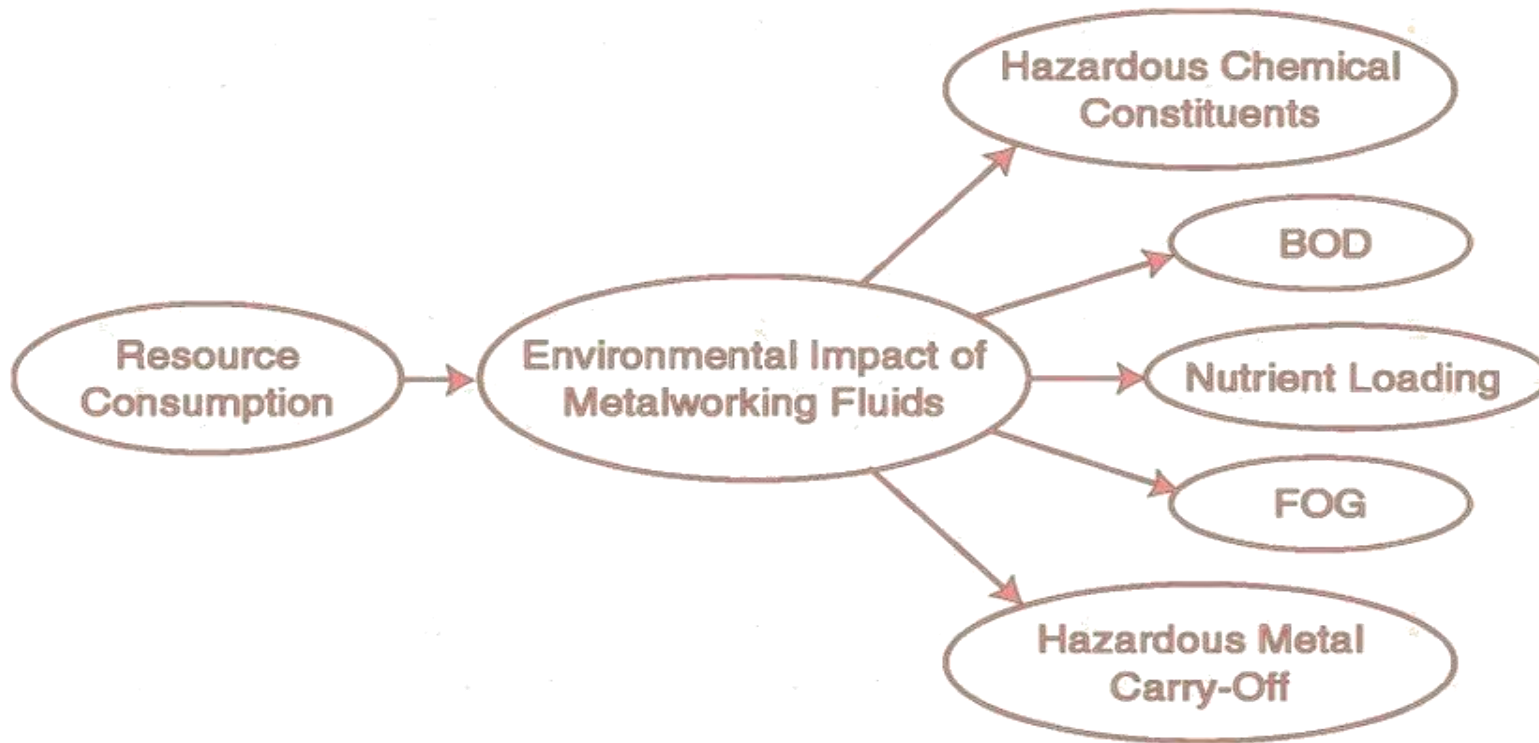 Hazardous Chemical
Constituents
BOD
Resource
Consumption
Environmental Impact of
Metalworking Fluids
Nutrient Loading
FOG
Hazardous Metal
Carry-Off